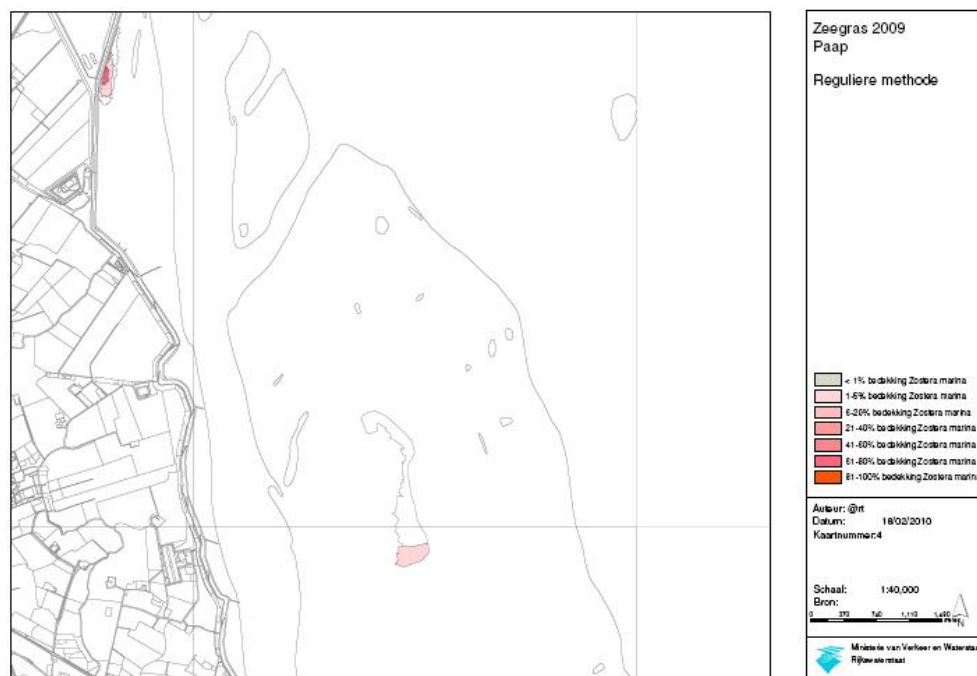 Zeegras 2009
Paap
Reguliere methode
< 1% bedekking Zostera marina
1-5% bedekking Zostera marina
6-20% bedekking Zostera marina
21-40% bedekking Zostera marina
41-60% bedekking Zostera marina
61-80% bedekking Zostera marina
81-100% bedekking Zostera marina
Auteur: @rt
Datum: 18/02/2010
Kaartnummer:4
Schaal: 1:40,000
Bron:
0 370 740 1,110 1,480
N
Ministerie van Verkeer en Waterstaa
Rijkswaterstaat